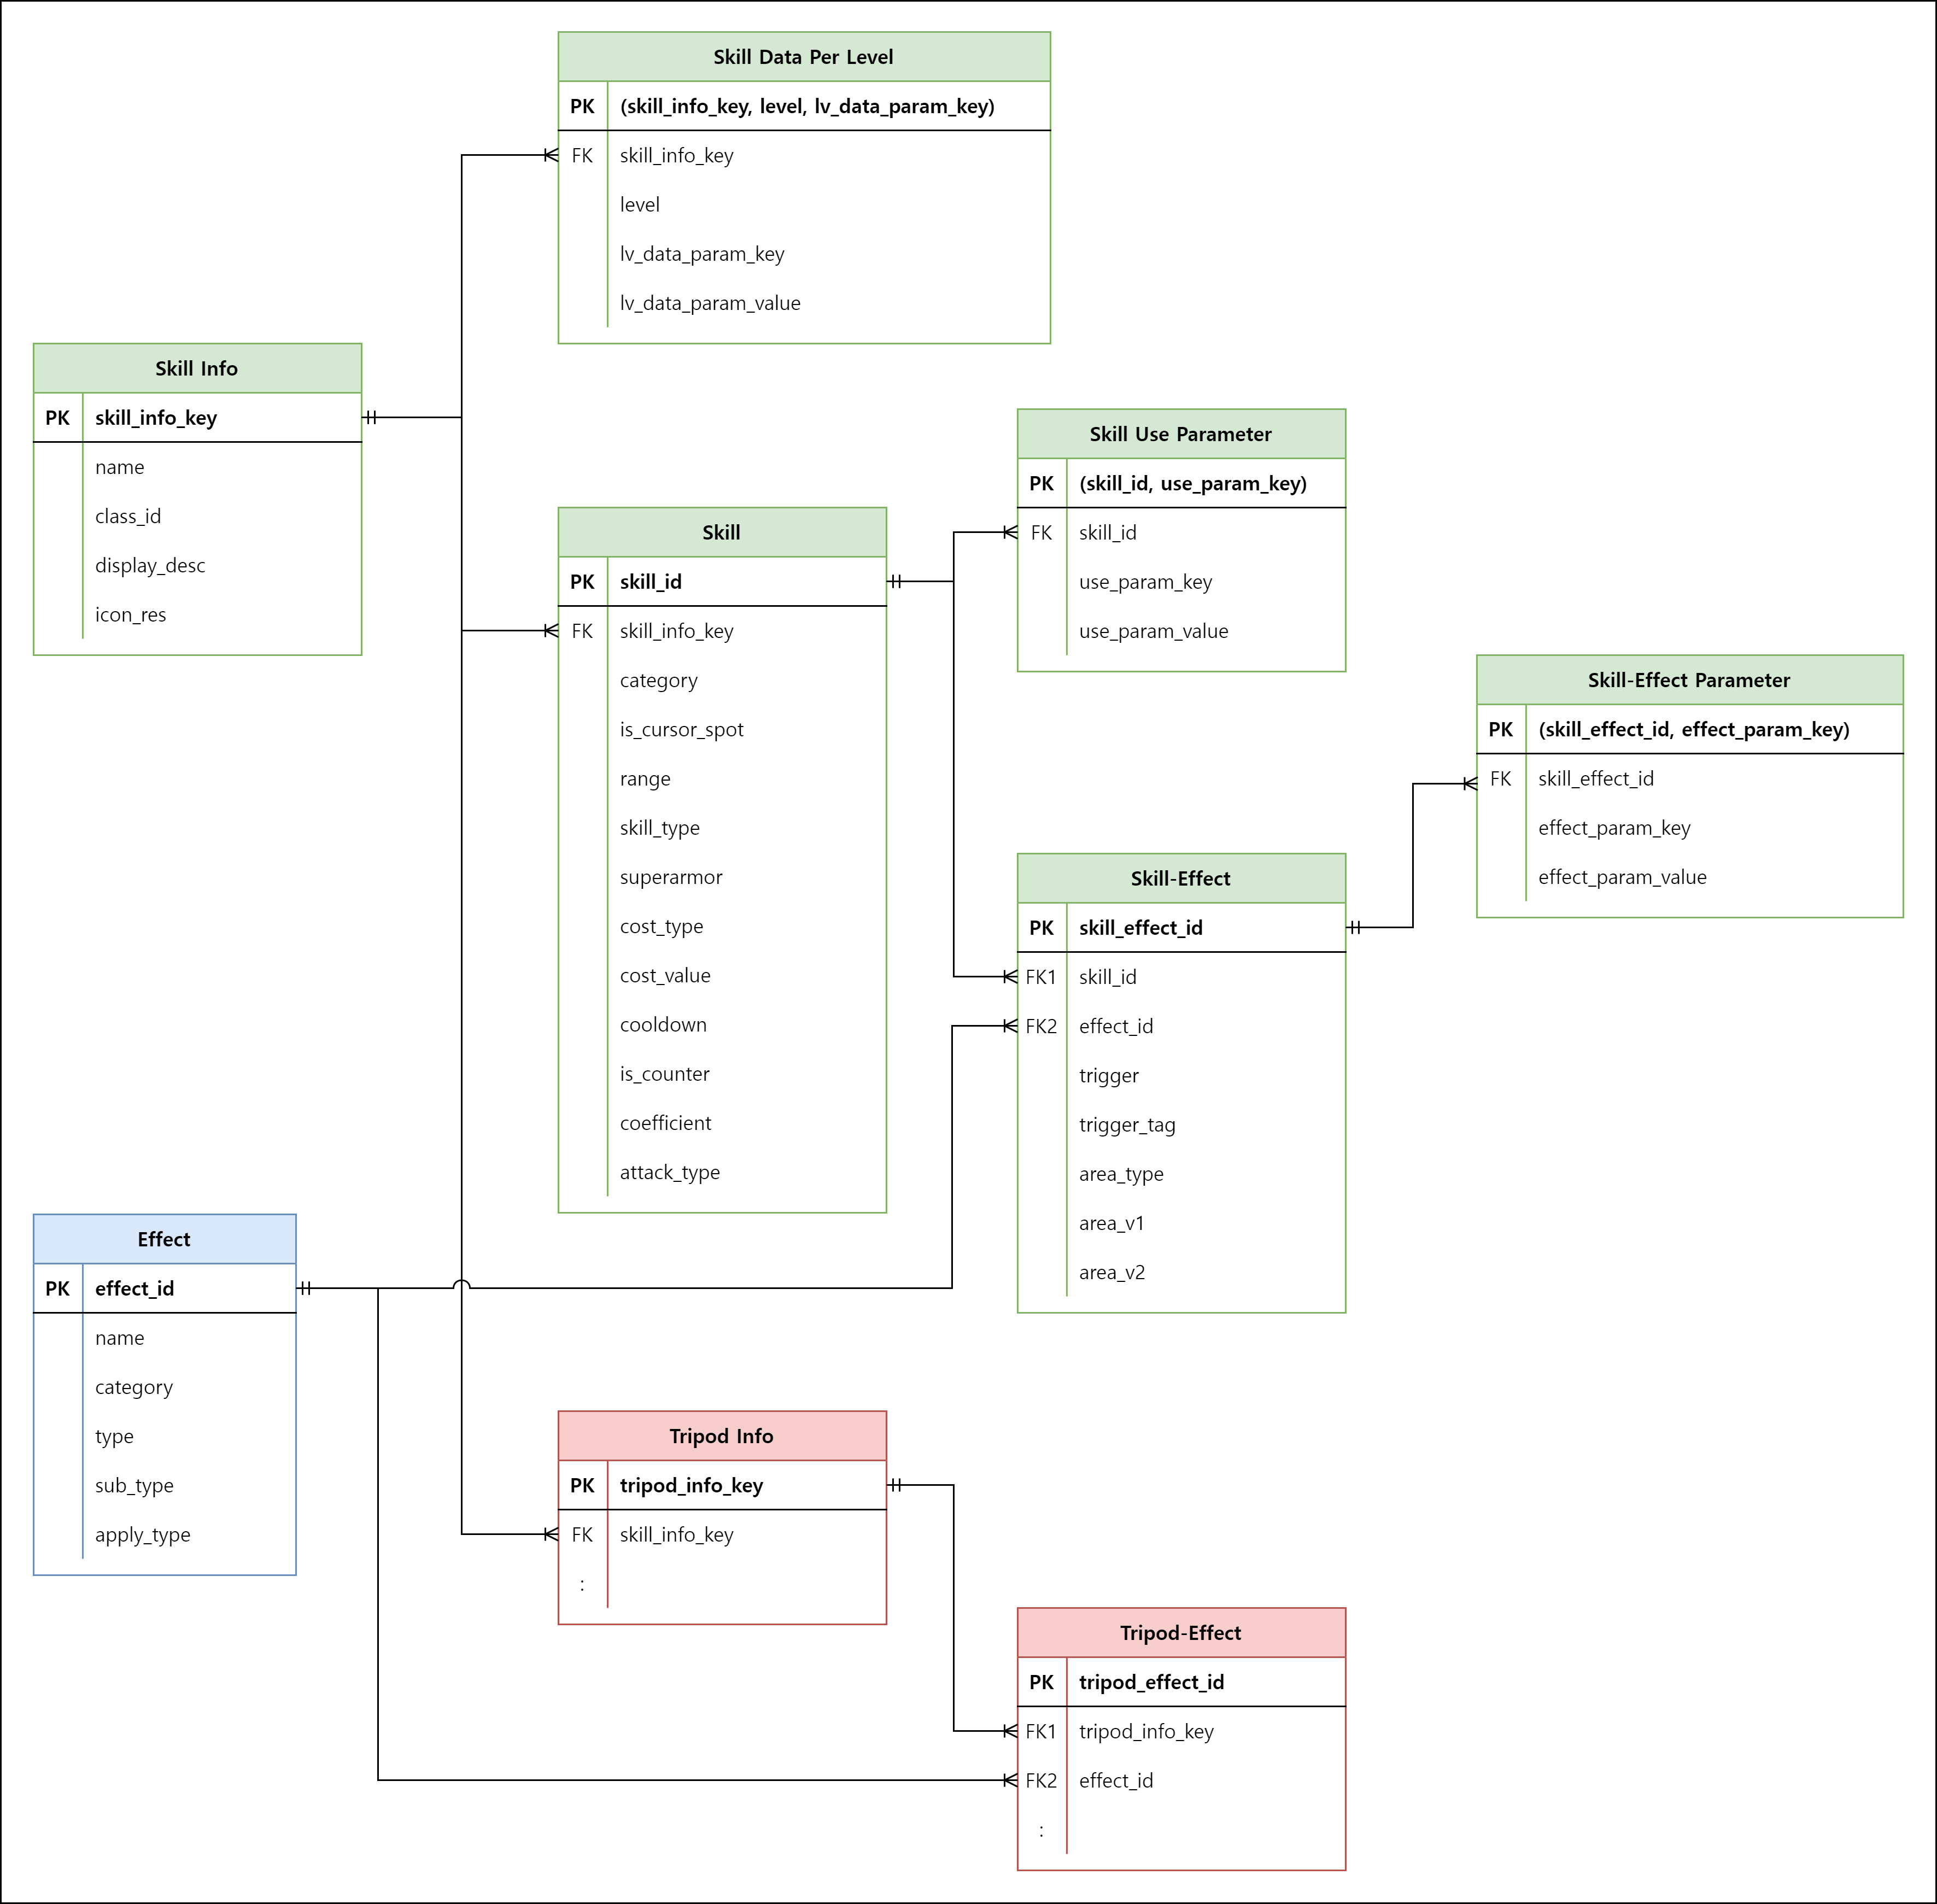 Skill Data Per Level
PK (skill_info_key, level, lv_data_param_key)
FK skill_info_key
level
lv_data_param_key
lv_data_param_value
Skill Info
PK skill_info_key
name
class_id
display_desc
icon_res
Skill Use Parameter
PK (skill_id, use_param_key)
FK skill_id
use_param_key
use_param_value
Skill
PK skill_id
FK skill_info_key
category
is_cursor_spot
range
skill_type
superarmor
cost_type
cost_value
cooldown
is_counter
coefficient
attack_type
Skill-Effect Parameter
PK (skill_effect_id, effect_param_key)
FK skill_effect_id
effect_param_key
effect_param_value
Skill-Effect
PK skill_effect_id
FK1 skill_id
FK2 effect_id
trigger
trigger_tag
area_type
area_v1
area_v2
Effect
PK effect_id
name
category
type
sub_type
apply_type
Tripod Info
PK tripod_info_key
FK skill_info_key
:
Tripod-Effect
PK tripod_effect_id
FK1 tripod_info_key
FK2 effect_id
: